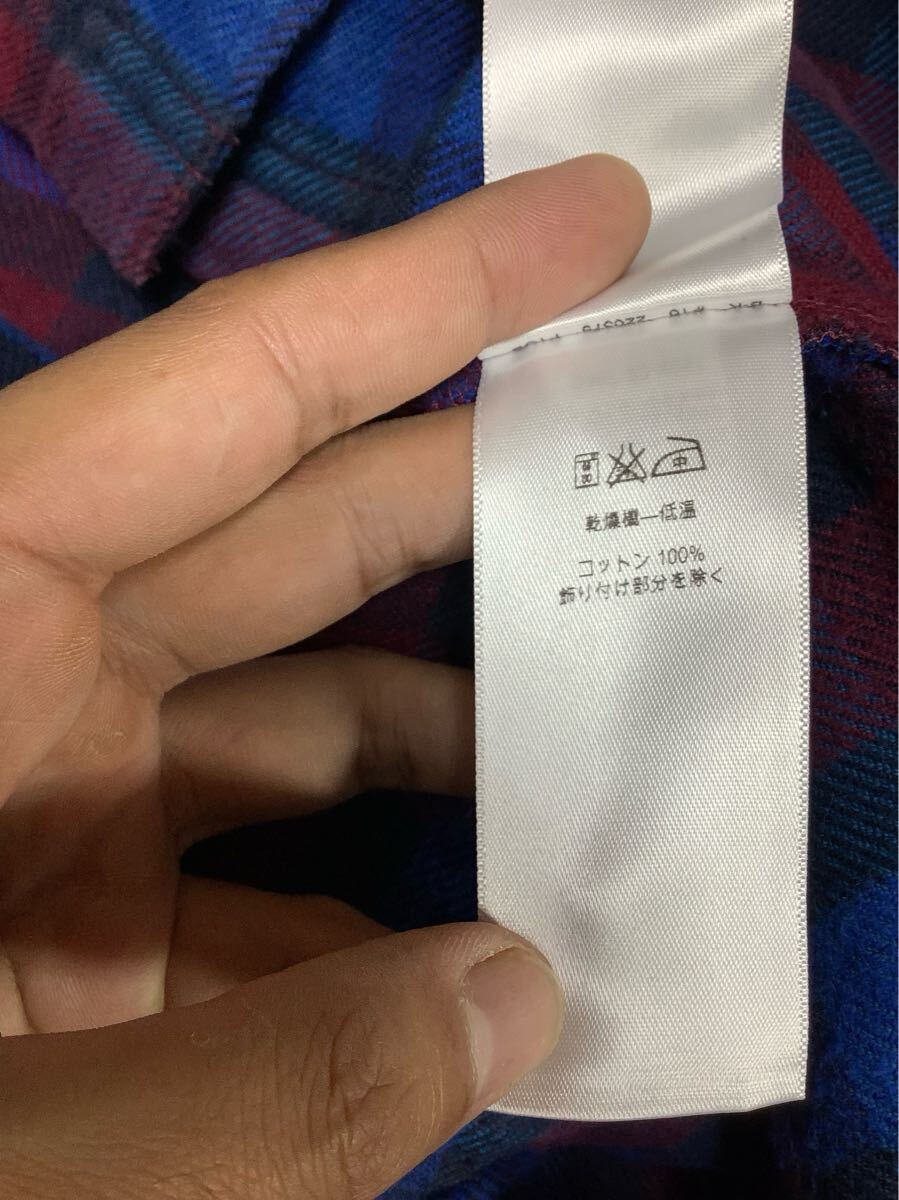 中
乾燥機―低温
コットン 100%
飾り付け部分を除く